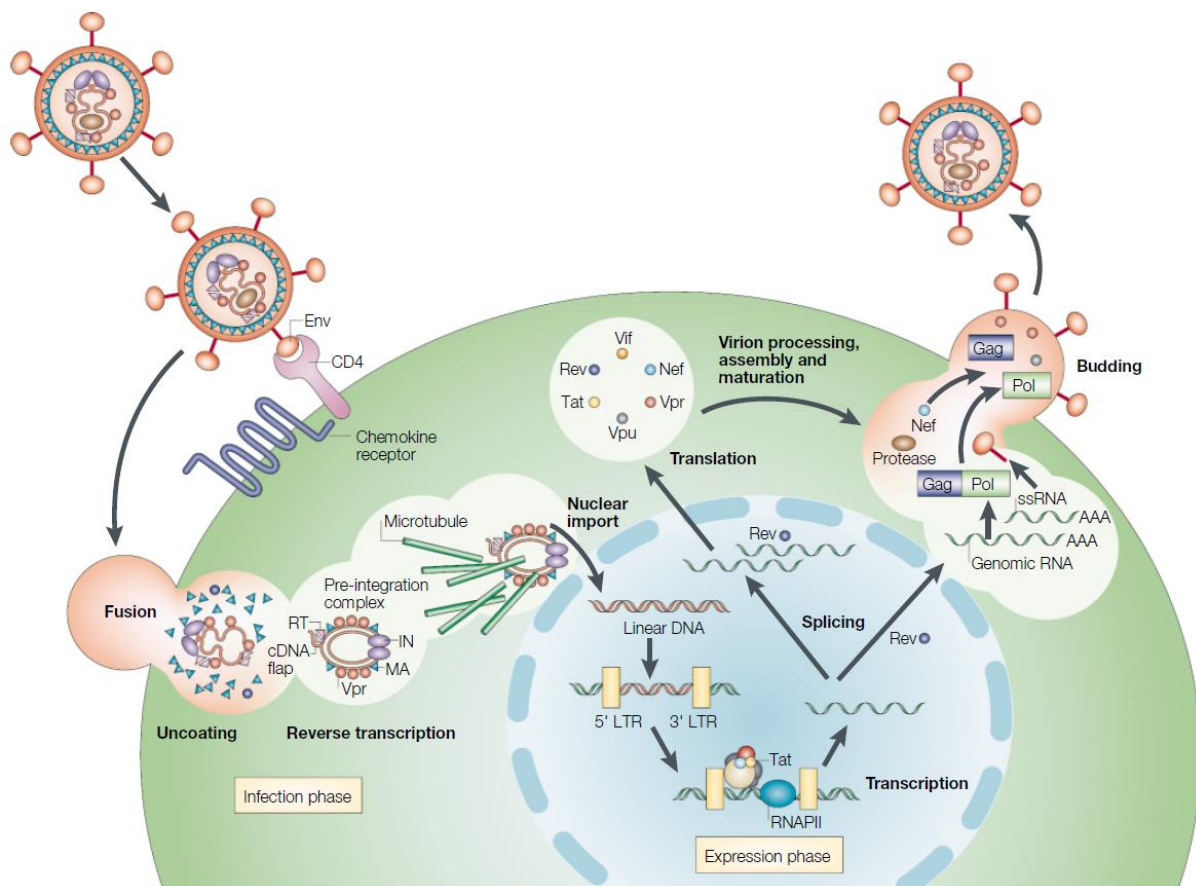 Env
CD4
Chemokine
receptor
Fusion
Uncoating
Pre-integration
complex
RT
cDNA
flap
IN
MA
Vpr
Reverse transcription
Infection phase
Microtubule
Nuclear
import
Linear DNA
5' LTR
3' LTR
Tat
RNAPII
Transcription
Expression phase
Splicing
Rev
Rev
Translation
Vif
Rev
Nef
Tat
Vpr
Vpu
Virion processing,
assembly and
maturation
Gag
Pol
Budding
Nef
Protease
Gag
Pol
ssRNA
AAA
AAA
Genomic RNA